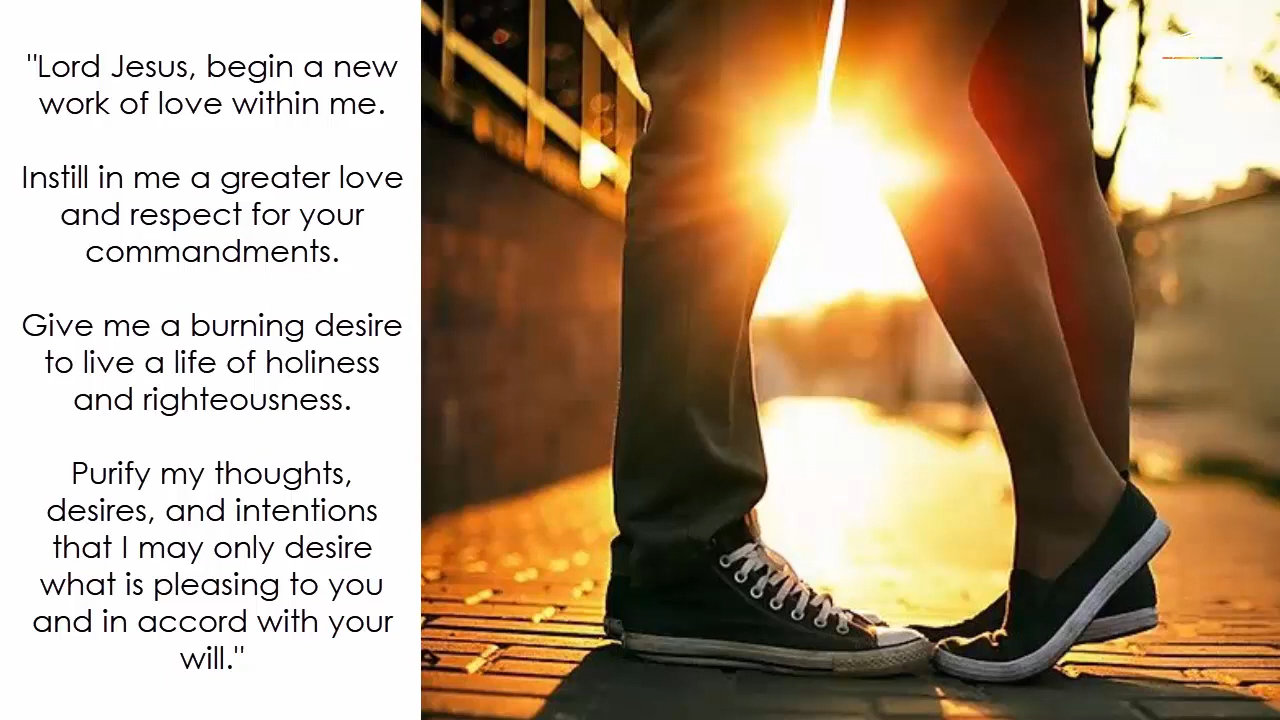 "Lord Jesus, begin a new
work of love within me.
Instill in me a greater love
and respect for your
commandments.
Give me a burning desire
to live a life of holiness
and righteousness.
Purify my thoughts,
desires, and intentions
that I may only desire
what is pleasing to you
and in accord with your
will."